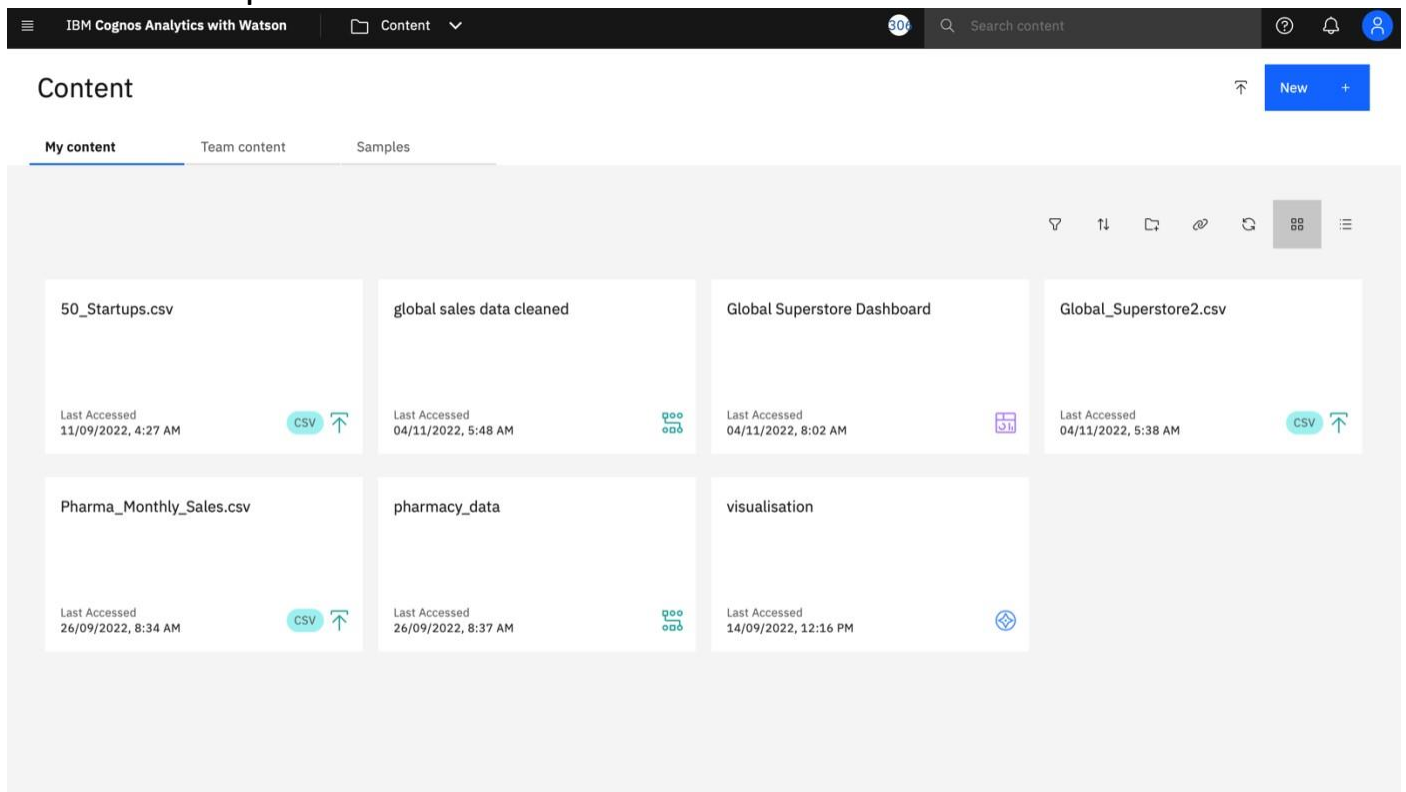 IBM Cognos Analytics with Watson
Content
306
Search content
Content
New +
My content
Team content
Samples
50_Startups.csv
Last Accessed
11/09/2022, 4:27 AM
CSV
global sales data cleaned
Last Accessed
04/11/2022, 5:48 AM
Global Superstore Dashboard
Last Accessed
04/11/2022, 8:02 AM
Global_Superstore2.csv
Last Accessed
04/11/2022, 5:38 AM
CSV
Pharma_Monthly_Sales.csv
Last Accessed
26/09/2022, 8:34 AM
CSV
pharmacy_data
Last Accessed
26/09/2022, 8:37 AM
visualisation
Last Accessed
14/09/2022, 12:16 PM